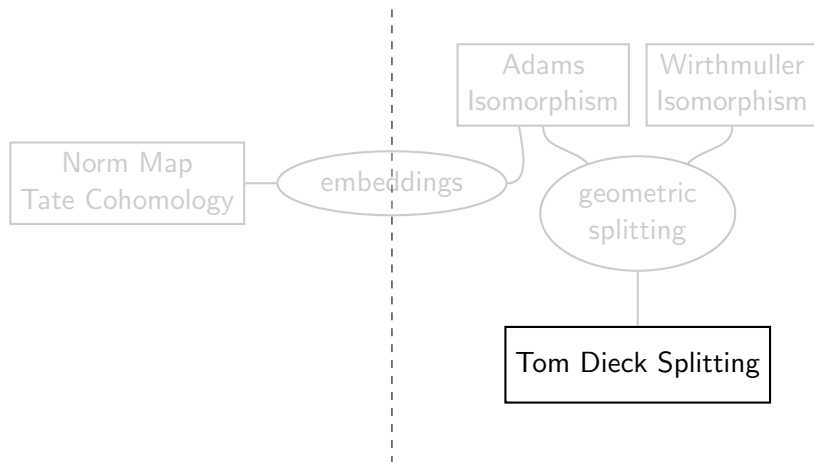 Adams
Isomorphism
Wirthmuller
Isomorphism
Norm Map
Tate Cohomology
embeddings
geometric
splitting
Tom Dieck Splitting